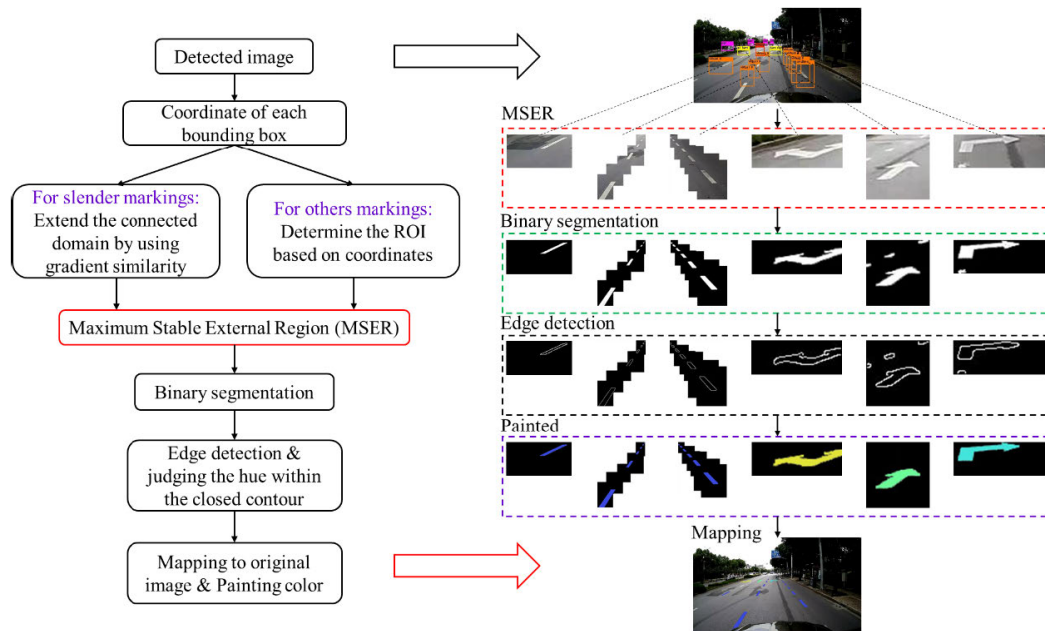 Detected image
Coordinate of each
bounding box
For slender markings:
Extend the connected
domain by using
gradient similarity
For others markings:
Determine the ROI
based on coordinates
Maximum Stable External Region (MSER)
Binary segmentation
Edge detection &
judging the hue within
the closed contour
Mapping to original
image & Painting color
MSER
Binary segmentation
Edge detection
Painted
Mapping